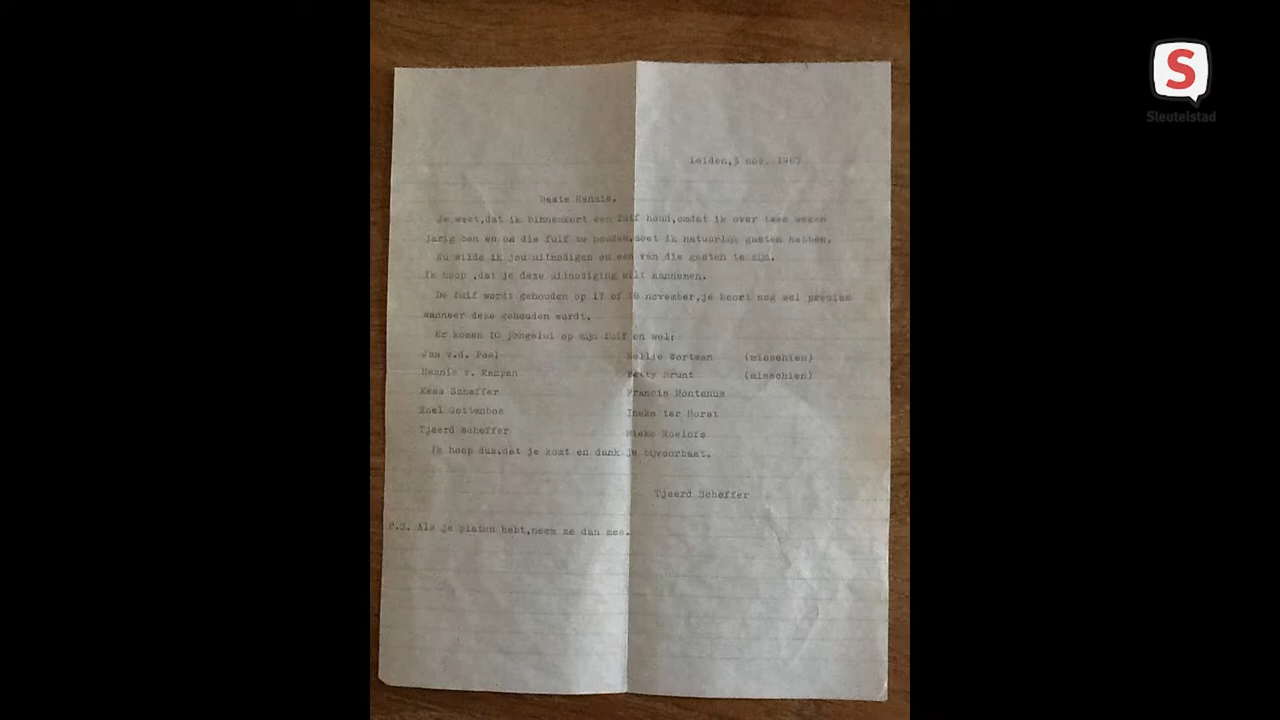 S
Sleutelstad
Leiden,5 nov. 1967
Beste Hennie.
Je weet,dat ik binnenkort een fuif houd,omdat ik over twee weken
jarig ben en om die fuif te houden,moet ik natuurlijk gasten hebben.
Nu wilde ik jou uitnodigen om een van die gasten te zijn.
Ik hoop ,dat je deze uitnodiging wilt aannemen.
De fuif wordt gehouden op 17 of 18 november,je hoort nog wel precies
wanneer deze gehouden wordt.
Er komen 10 jongelui op mijn fuif en wel:
Jan v.d. Poel Nellie Wortman (misschien)
Hennie v. Kampen Betty Brunt (misschien)
Kees Scheffer Francis Montanus
Roel Gottenbos Ineke ter Horst
Tjeerd scheffer Mieke Roelofs
Ik hoop dus,dat je komt en dank je bijvoorbaat.
Tjeerd Scheffer
P.S. Als je platen hebt,neem ze dan mee.